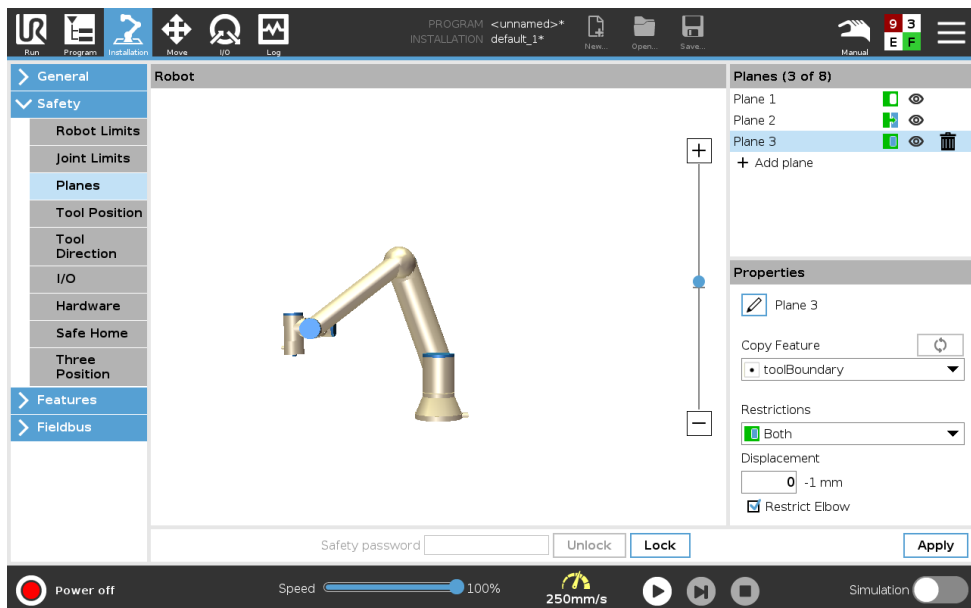 PROGRAM <unnamed>*
INSTALLATION default_1*
Run
Program
Installation
Move
I/O
Log
New...
Open...
Save...
Manual
9 3
E F
General
Safety
Robot Limits
Joint Limits
Planes
Tool Position
Tool
Direction
I/O
Hardware
Safe Home
Three
Position
Features
Fieldbus
Robot
Planes (3 of 8)
Plane 1
Plane 2
Plane 3
+ Add plane
Properties
Plane 3
Copy Feature
toolBoundary
Restrictions
Both
Displacement
0 -1 mm
Restrict Elbow
Safety password
Unlock
Lock
Apply
Power off
Speed
100%
250mm/s
Simulation